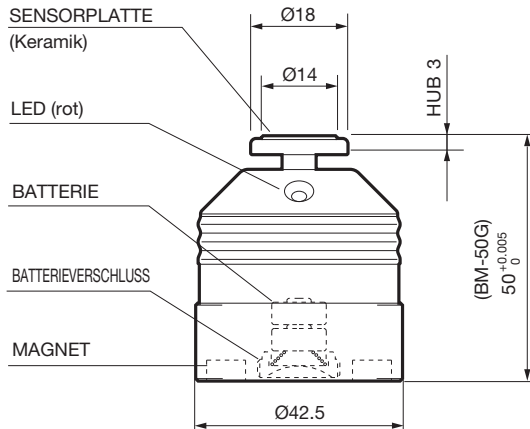 SENSORPLATTE
(Keramik)
Ø18
Ø14
HUB 3
LED (rot)
BATTERIE
BATTERIEVERSCHLUSS
MAGNET
(BM-50G)
50 +0.005 0
Ø42.5